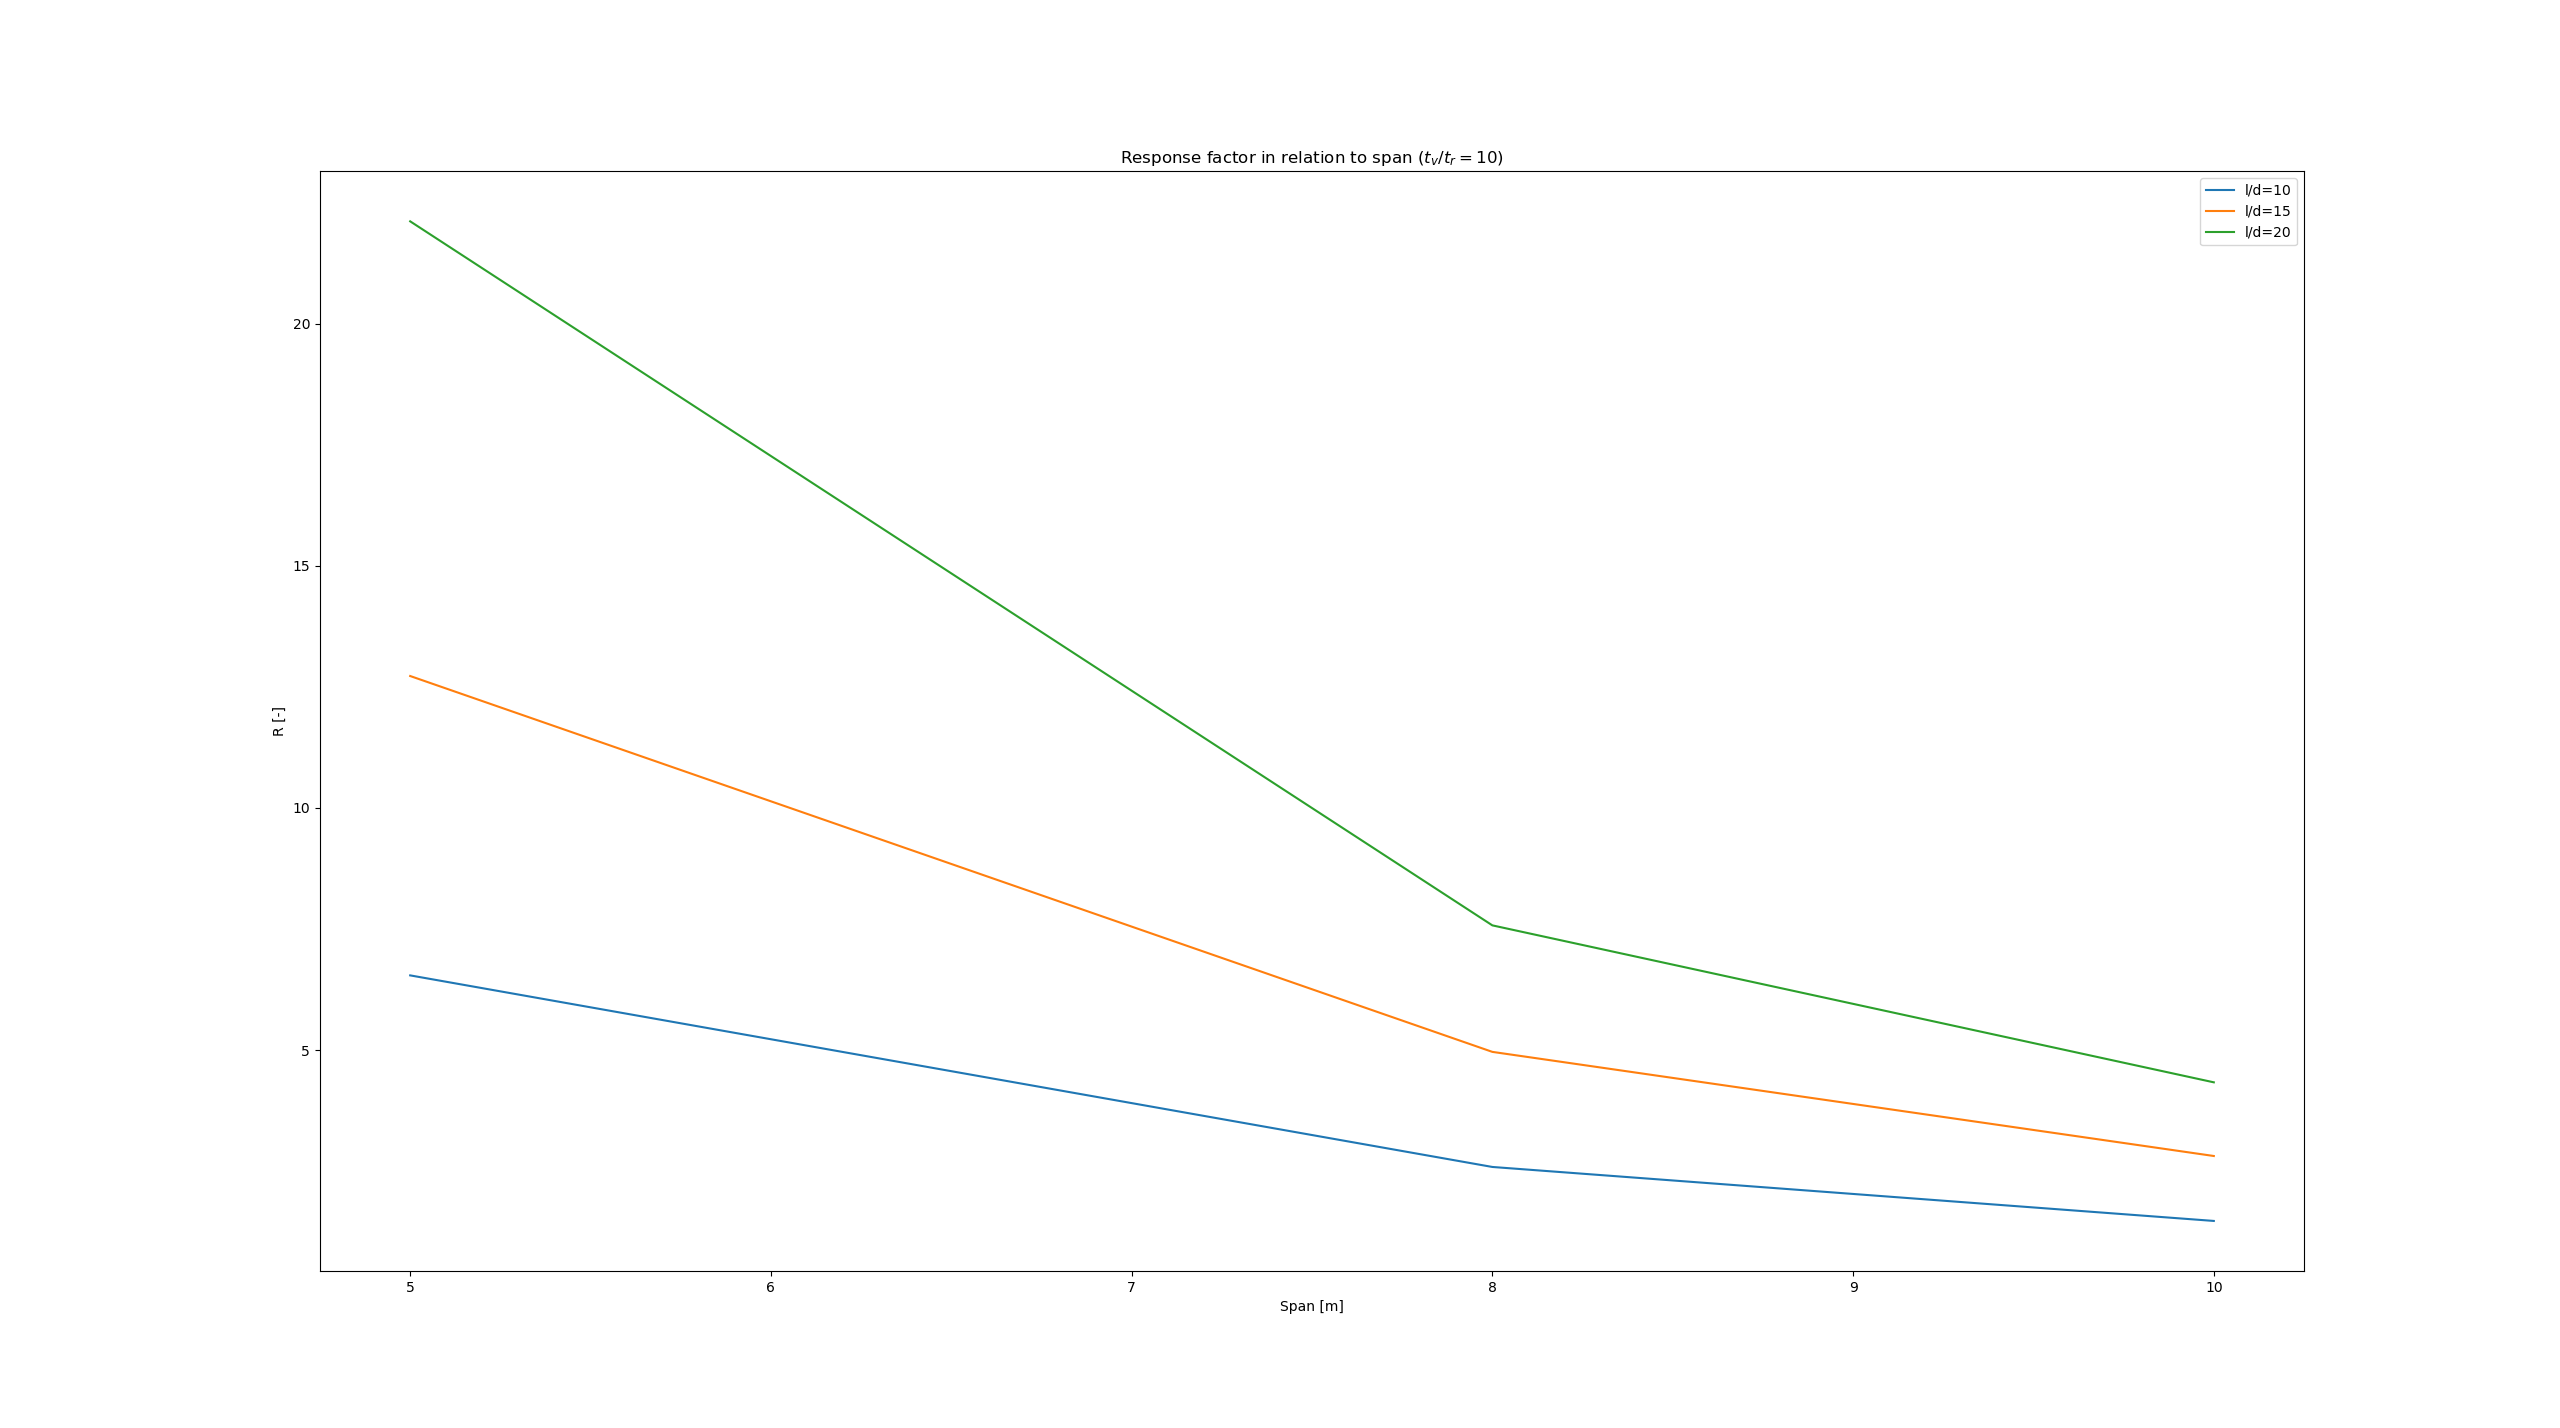 Response factor in relation to span ($t_v/t_r = 10$)
l/d=10
l/d=15
l/d=20
20
15
10
5
R [-]
5 6 7 8 9 10
Span [m]